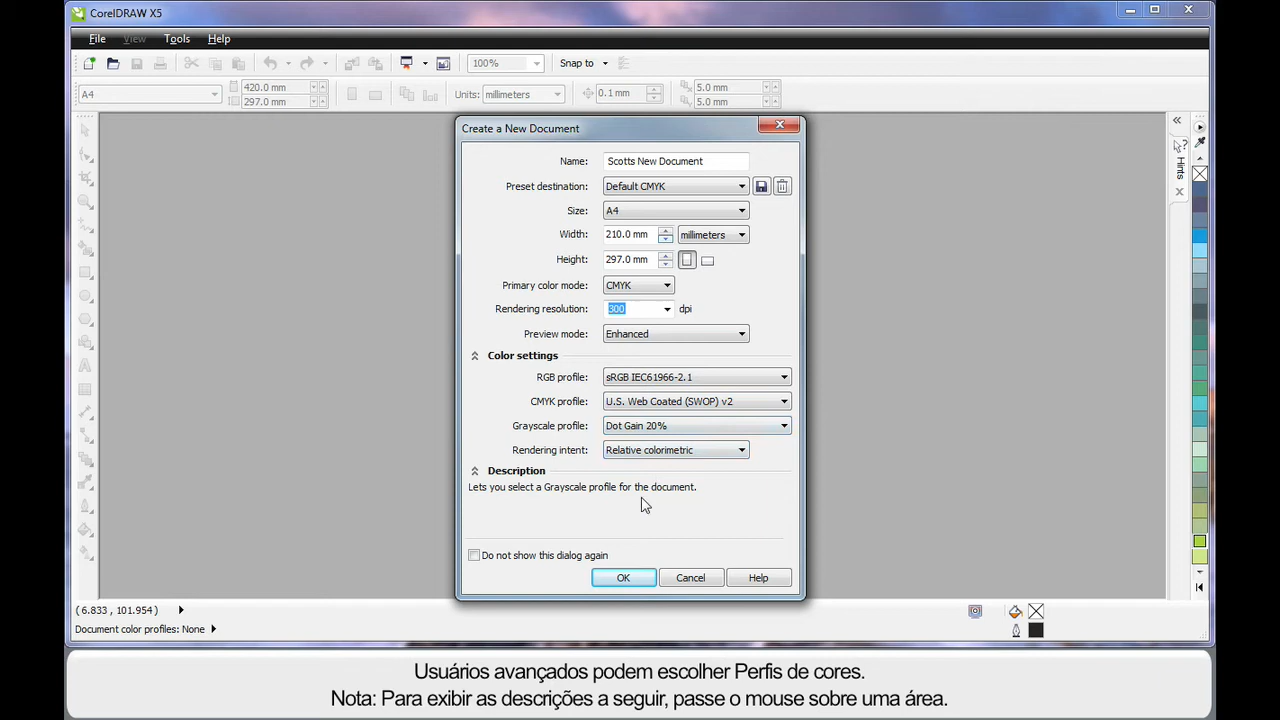 CorelDRAW X5
File View Tools Help
100% Snap to
A4 420.0 mm 297.0 mm Units: millimeters 0.1 mm 5.0 mm 5.0 mm
Create a New Document
Name: Scotts New Document
Preset destination: Default CMYK
Size: A4
Width: 210.0 mm millimeters
Height: 297.0 mm
Primary color mode: CMYK
Rendering resolution: 300 dpi
Preview mode: Enhanced
Color settings
RGB profile: sRGB IEC61966-2.1
CMYK profile: U.S. Web Coated (SWOP) v2
Grayscale profile: Dot Gain 20%
Rendering intent: Relative colorimetric
Description
Lets you select a Grayscale profile for the document.
Do not show this dialog again
OK Cancel Help
Hints
(6.833 , 101.954)
Document color profiles: None
Usuários avançados podem escolher Perfis de cores.
Nota: Para exibir as descrições a seguir, passe o mouse sobre uma área.